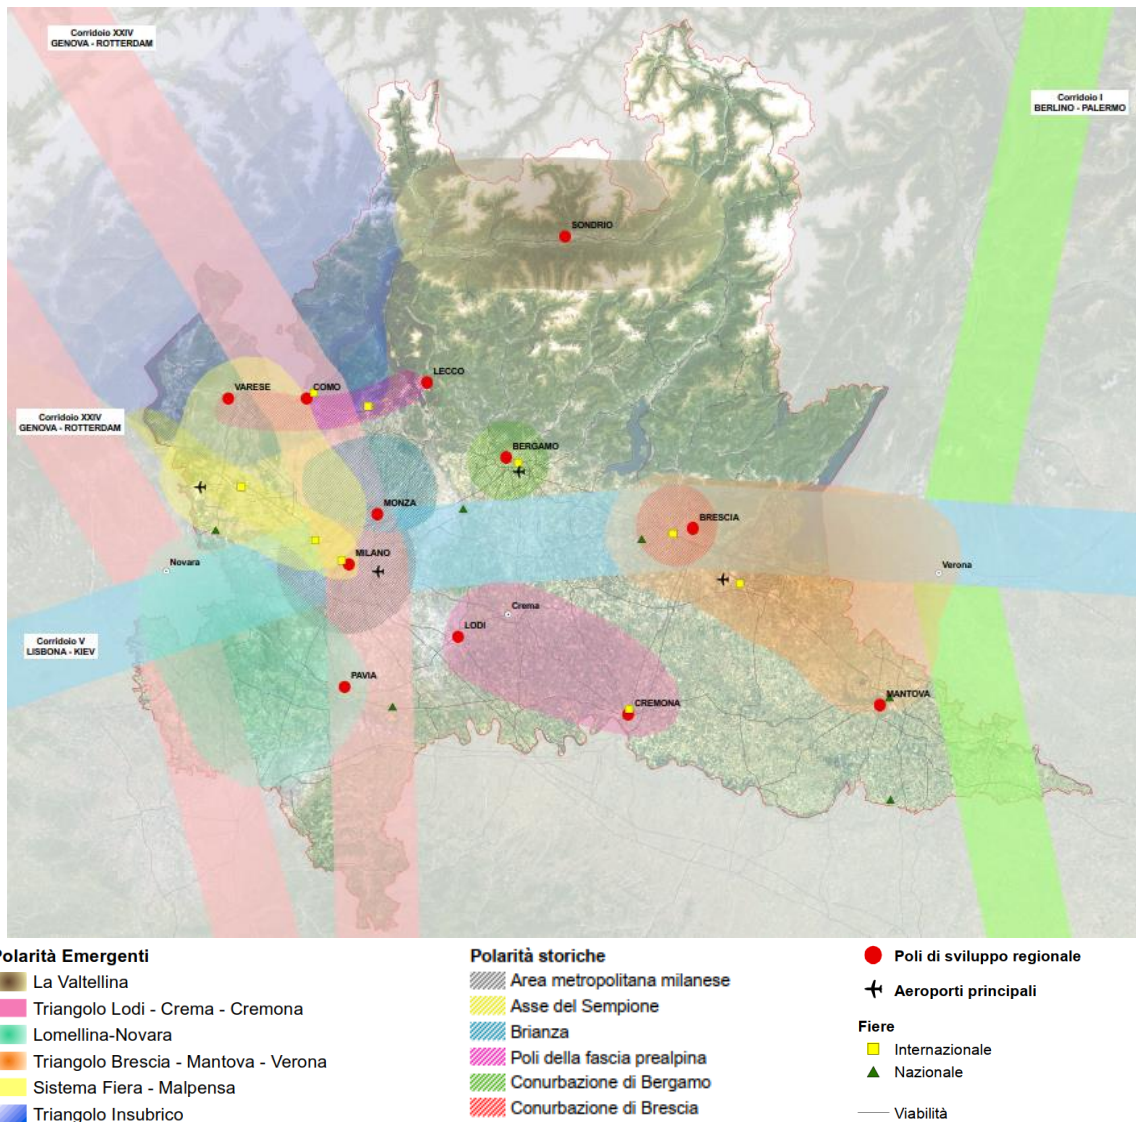 Corridoio XXIV
GENOVA - ROTTERDAM
Corridoio I
BERLINO - PALERMO
SONDRIO
LECCO
VARESE
COMO
Corridoio XXIV
GENOVA - ROTTERDAM
BERGAMO
MONZA
BRESCIA
MILANO
Novara
Verona
Crema
LODI
Corridoio V
LISBONA - KIEV
PAVIA
CREMONA
MANTOVA
Polarità Emergenti
La Valtellina
Triangolo Lodi - Crema - Cremona
Lomellina-Novara
Triangolo Brescia - Mantova - Verona
Sistema Fiera - Malpensa
Triangolo Insubrico
Polarità storiche
Area metropolitana milanese
Asse del Sempione
Brianza
Poli della fascia prealpina
Conurbazione di Bergamo
Conurbazione di Brescia
Poli di sviluppo regionale
Aeroporti principali
Fiere
Internazionale
Nazionale
Viabilità